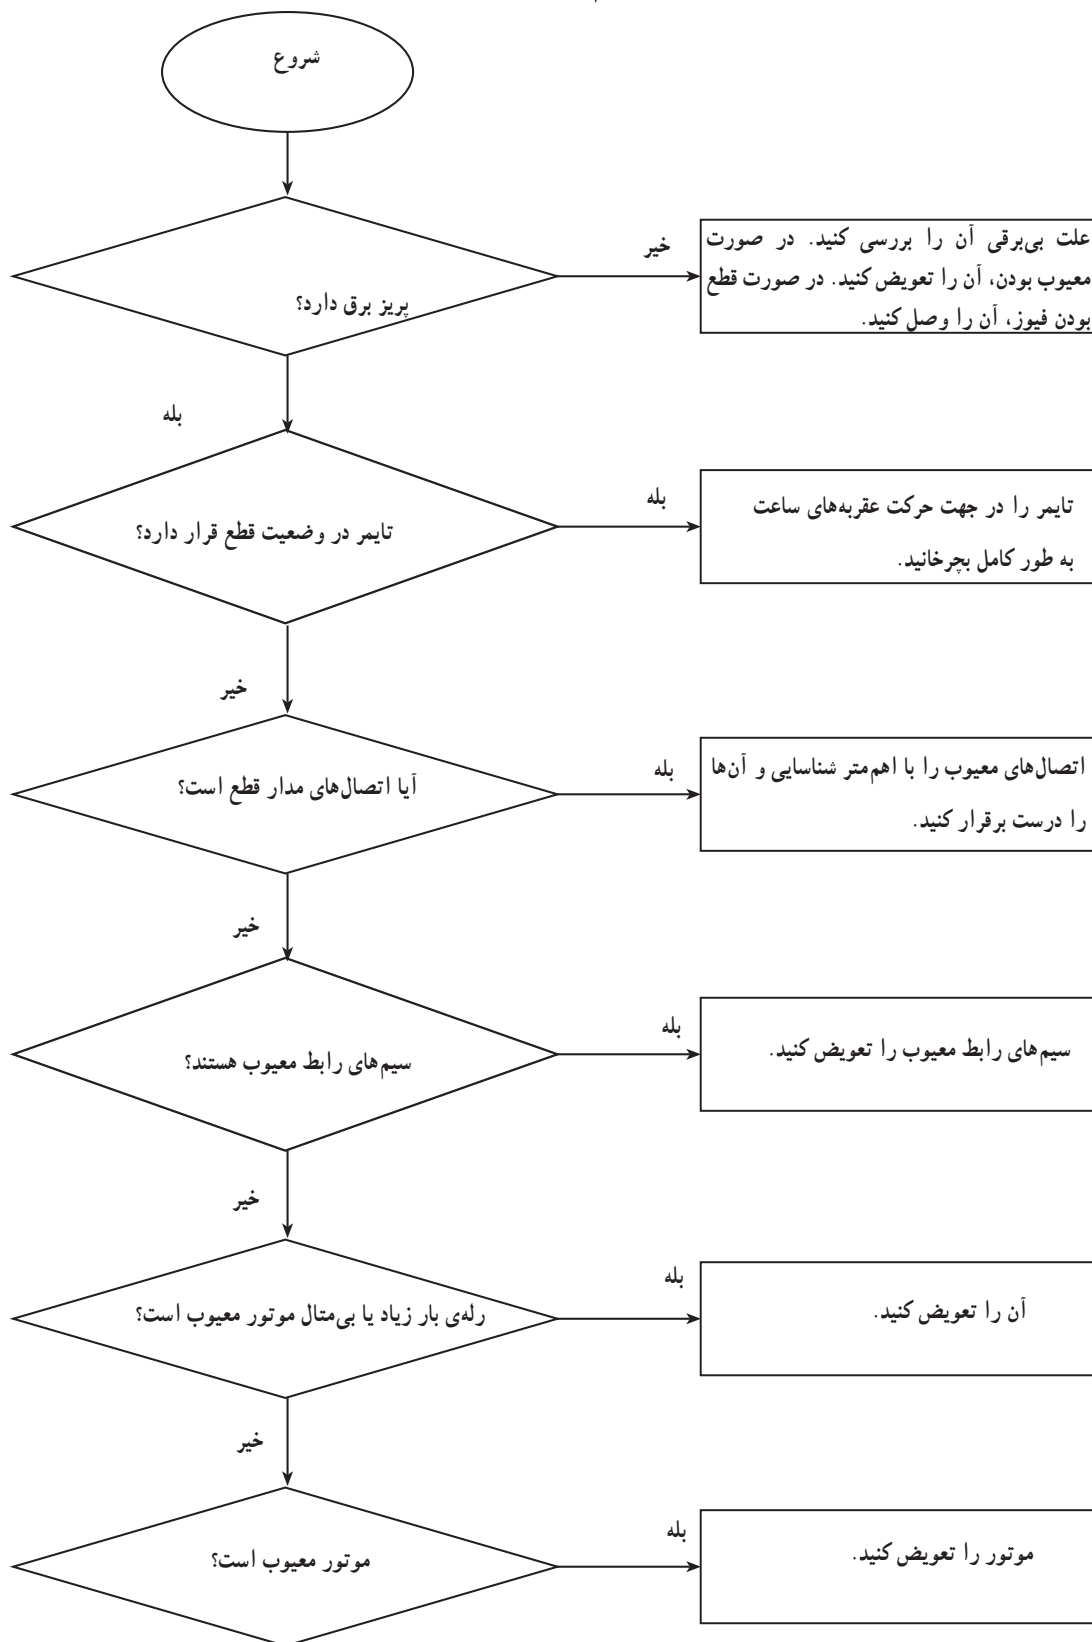 شروع
پریز برق دارد؟
خیر
علت بی‌برقی آن را بررسی کنید. در صورت
معیوب بودن، آن را تعویض کنید. در صورت قطع
بودن فیوز، آن را وصل کنید.
بله
تایمر در وضعیت قطع قرار دارد؟
بله
تایمر را در جهت حرکت عقربه‌های ساعت
به طور کامل بچرخانید.
خیر
آیا اتصال‌های مدار قطع است؟
بله
اتصال‌های معیوب را با اهم‌متر شناسایی و آن‌ها
را درست برقرار کنید.
خیر
سیم‌های رابط معیوب هستند؟
بله
سیم‌های رابط معیوب را تعویض کنید.
خیر
رله‌ی بار زیاد یا بی‌متال موتور معیوب است؟
بله
آن را تعویض کنید.
خیر
موتور معیوب است؟
بله
موتور را تعویض کنید.